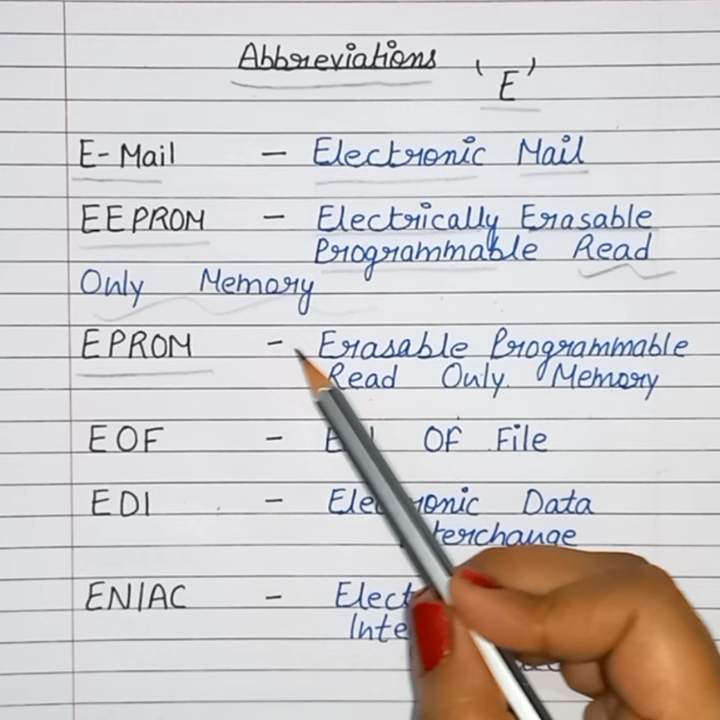 Abbreviations 'E'
E-Mail - Electronic Mail
EEPROM - Electrically Erasable
Programmable Read
Only Memory
EPROM - Erasable Programmable
Read Only Memory
EOF - Of File
EDI - Data
ENIAC -